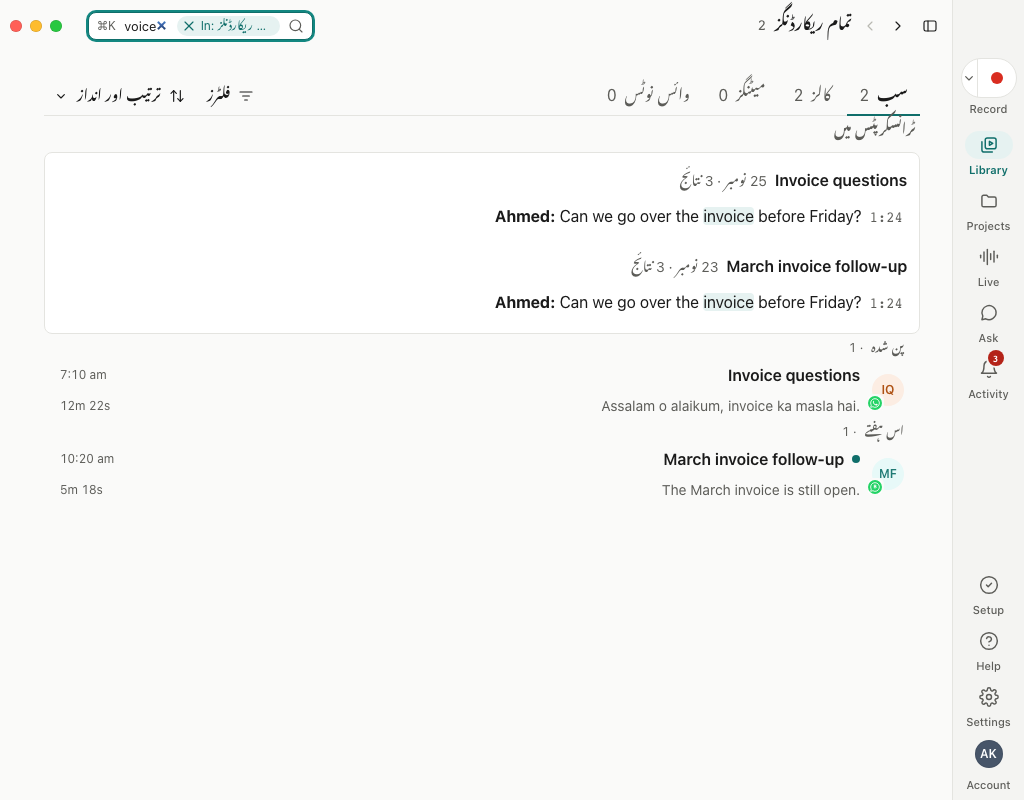 تمام ریکارڈنگز 2
In: ریکارڈنگز ...
voice
⌘K
سب 2
کالز 2
میٹنگز 0
وائس نوٹس 0
فلٹرز
ترتیب اور انداز
ٹرانسکرپٹس میں
Invoice questions 25 نومبر · 3 نتائج
Ahmed: Can we go over the invoice before Friday? 1:24
March invoice follow-up 23 نومبر · 3 نتائج
Ahmed: Can we go over the invoice before Friday? 1:24
پن شدہ · 1
IQ
Invoice questions
7:10 am
Assalam o alaikum, invoice ka masla hai.
12m 22s
اس ہفتے · 1
MF
March invoice follow-up
10:20 am
The March invoice is still open.
5m 18s
Record
Library
Projects
Live
Ask
3
Activity
Setup
Help
Settings
AK
Account